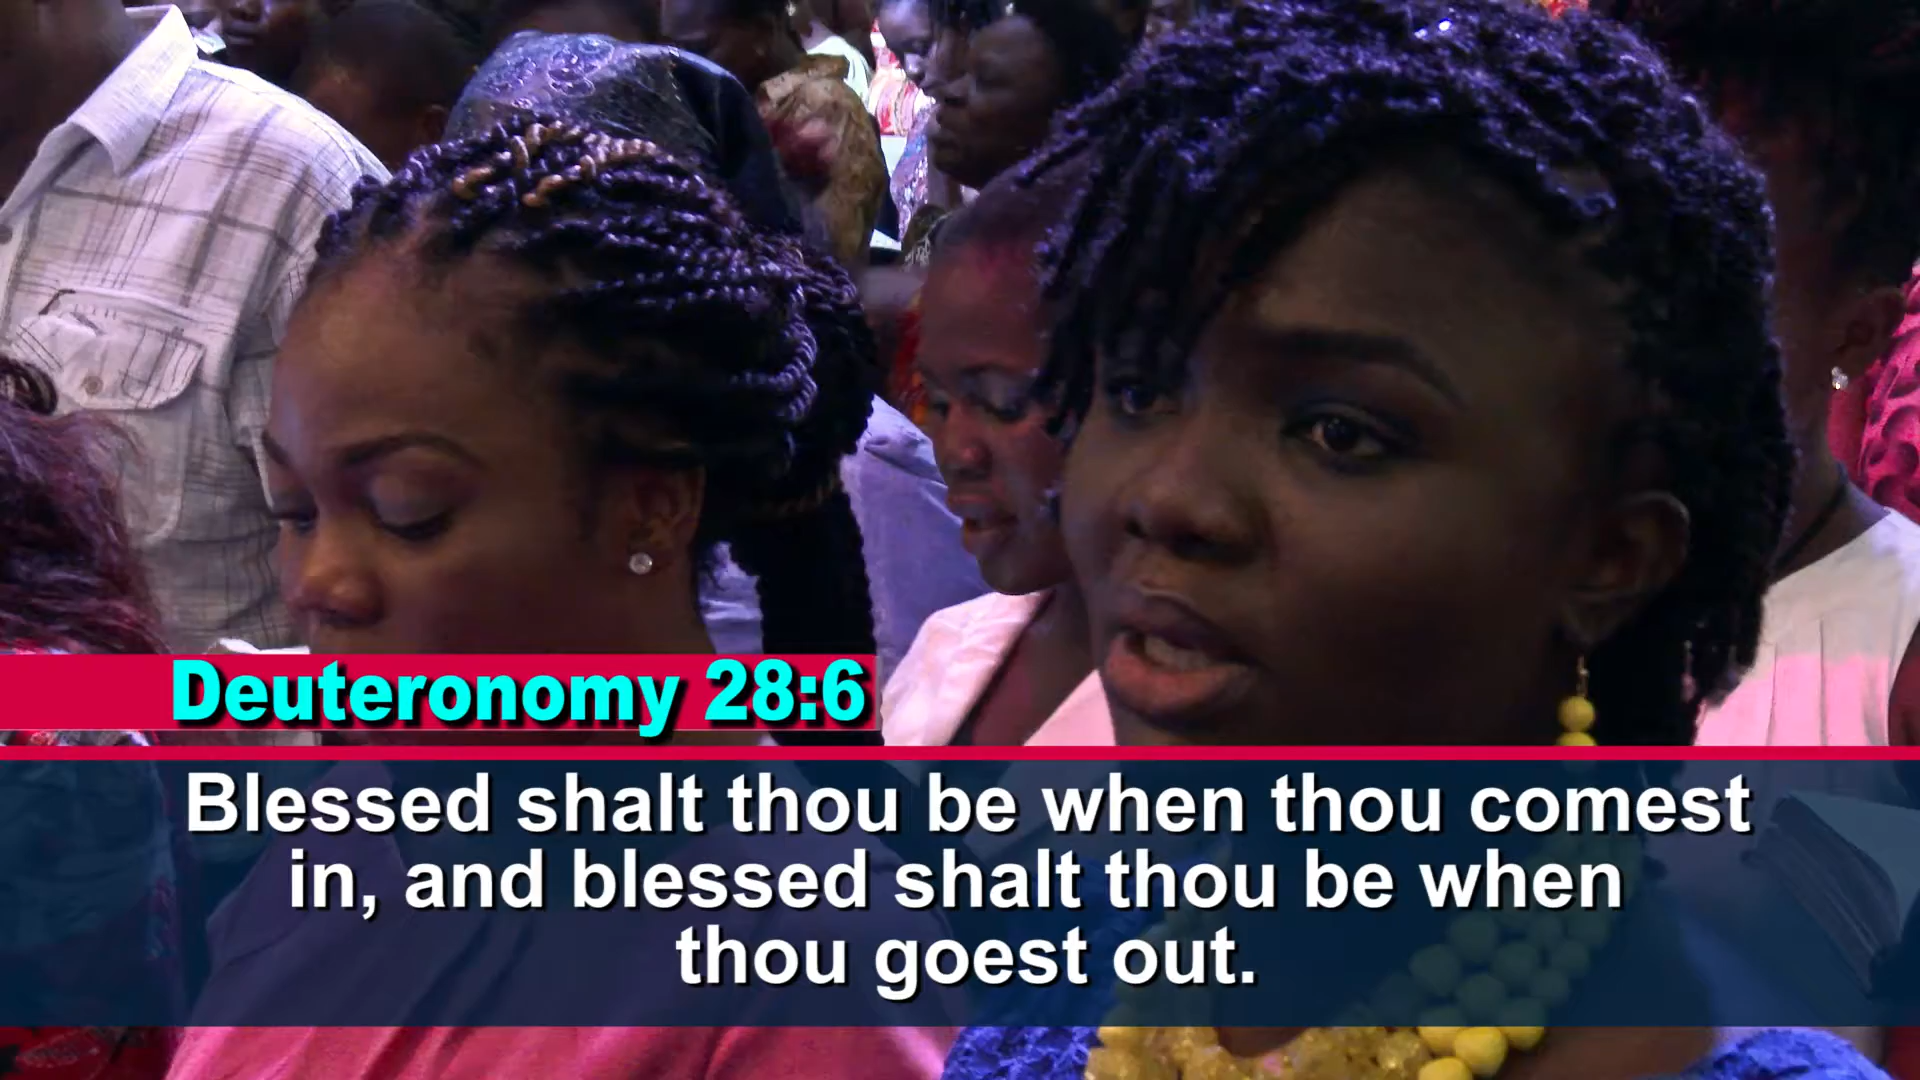 Deuteronomy 28:6
Blessed shalt thou be when thou comest
in, and blessed shalt thou be when
thou goest out.